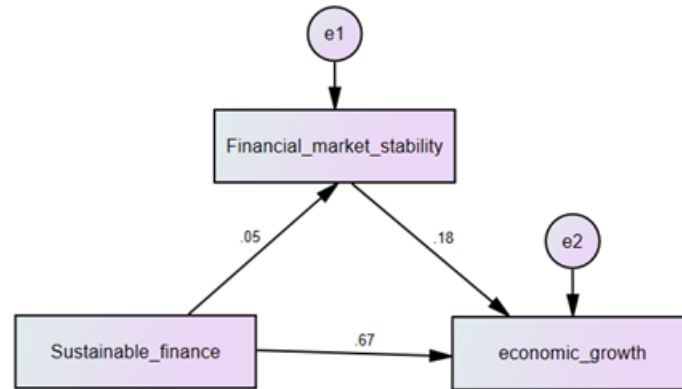 e1
Financial_market_stability
.05
.18
e2
Sustainable_finance
.67
economic_growth